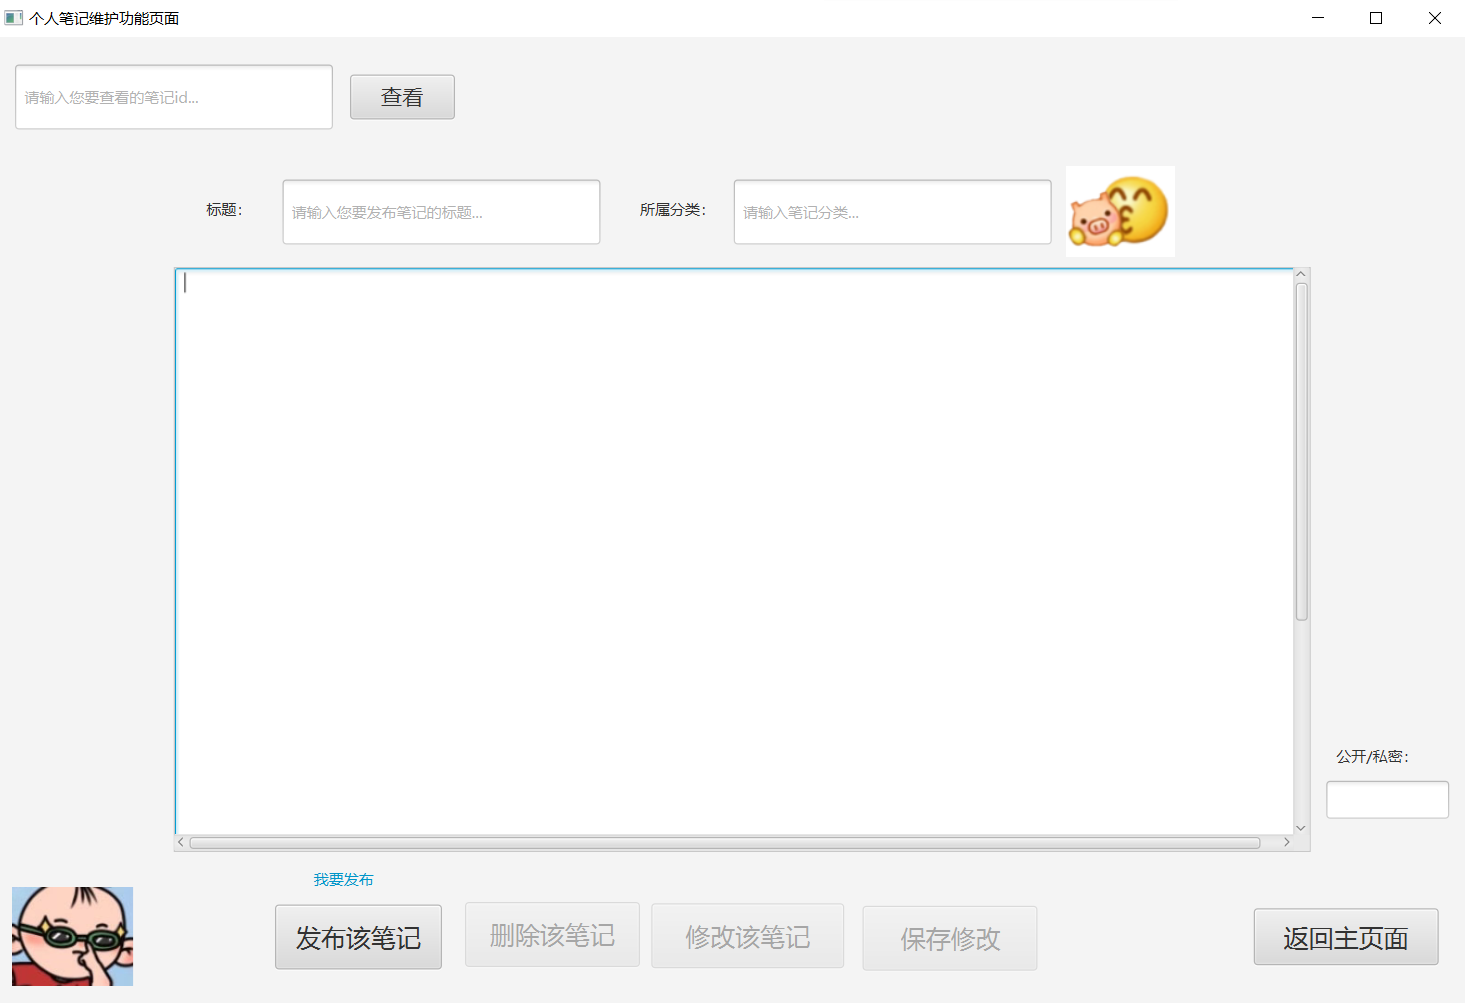 个人笔记维护功能页面
请输入您要查看的笔记id...
查看
标题：
请输入您要发布笔记的标题...
所属分类：
请输入笔记分类...
公开/私密：
我要发布
发布该笔记
删除该笔记
修改该笔记
保存修改
返回主页面